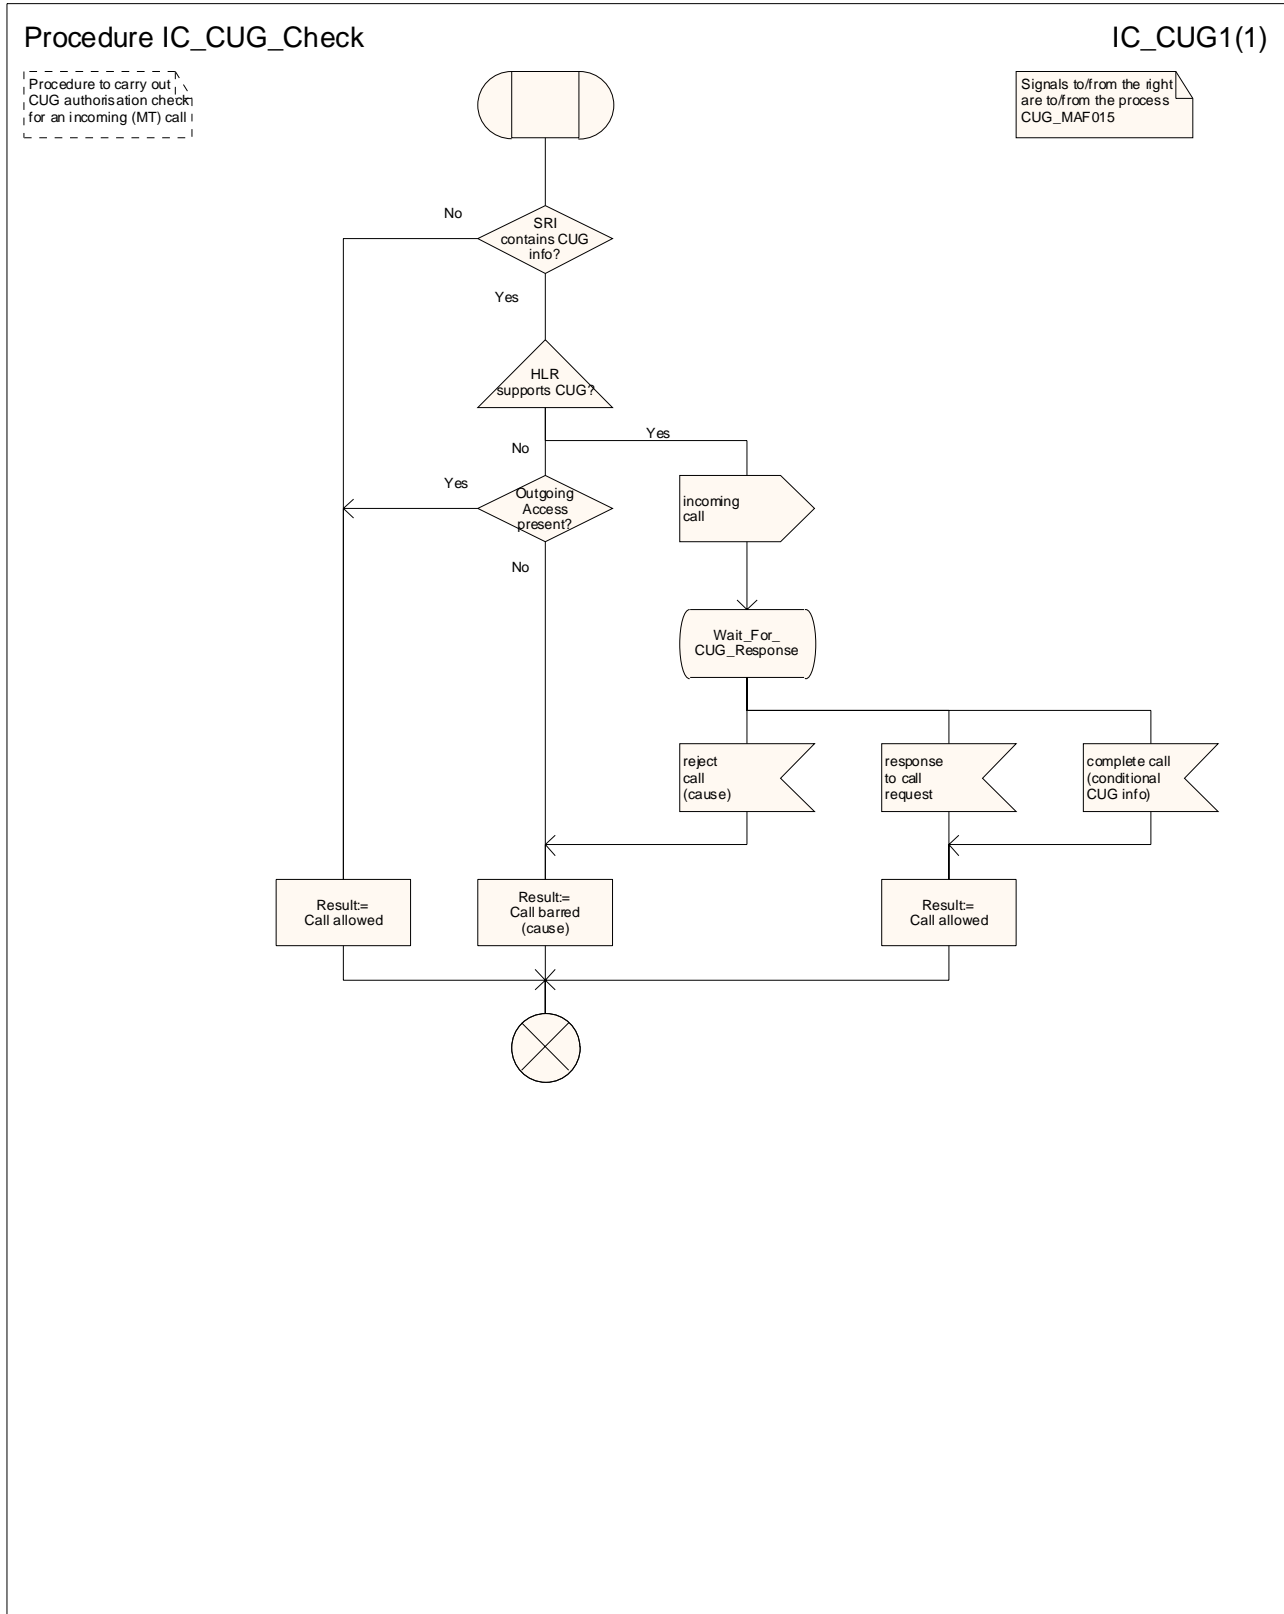 Procedure IC_CUG_Check
IC_CUG1(1)
Procedure to carry out
CUG authorisation check
for an incoming (MT) call
Signals to/from the right
are to/from the process
CUG_MAF015
No
SRI
contains CUG
info?
Yes
HLR
supports CUG?
No
Yes
Yes
Outgoing
Access
present?
No
incoming
call
Wait_For_
CUG_Response
reject
call
(cause)
response
to call
request
complete call
(conditional
CUG info)
Result:=
Call allowed
Result:=
Call barred
(cause)
Result:=
Call allowed